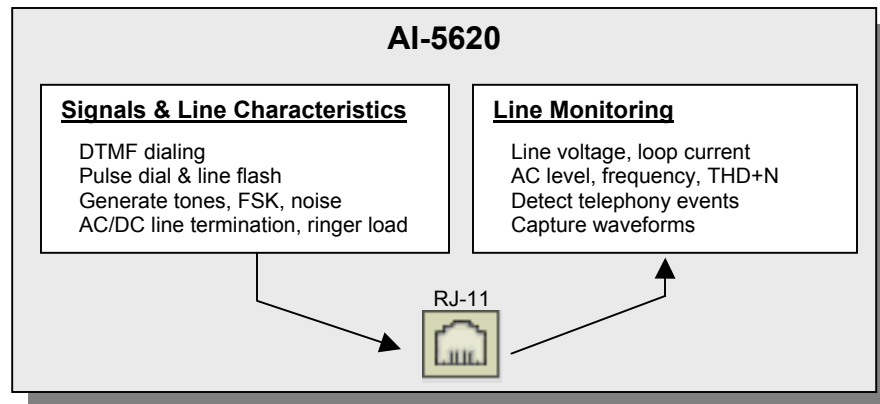 AI-5620
Signals & Line Characteristics
DTMF dialing
Pulse dial & line flash
Generate tones, FSK, noise
AC/DC line termination, ringer load
Line Monitoring
Line voltage, loop current
AC level, frequency, THD+N
Detect telephony events
Capture waveforms
RJ-11